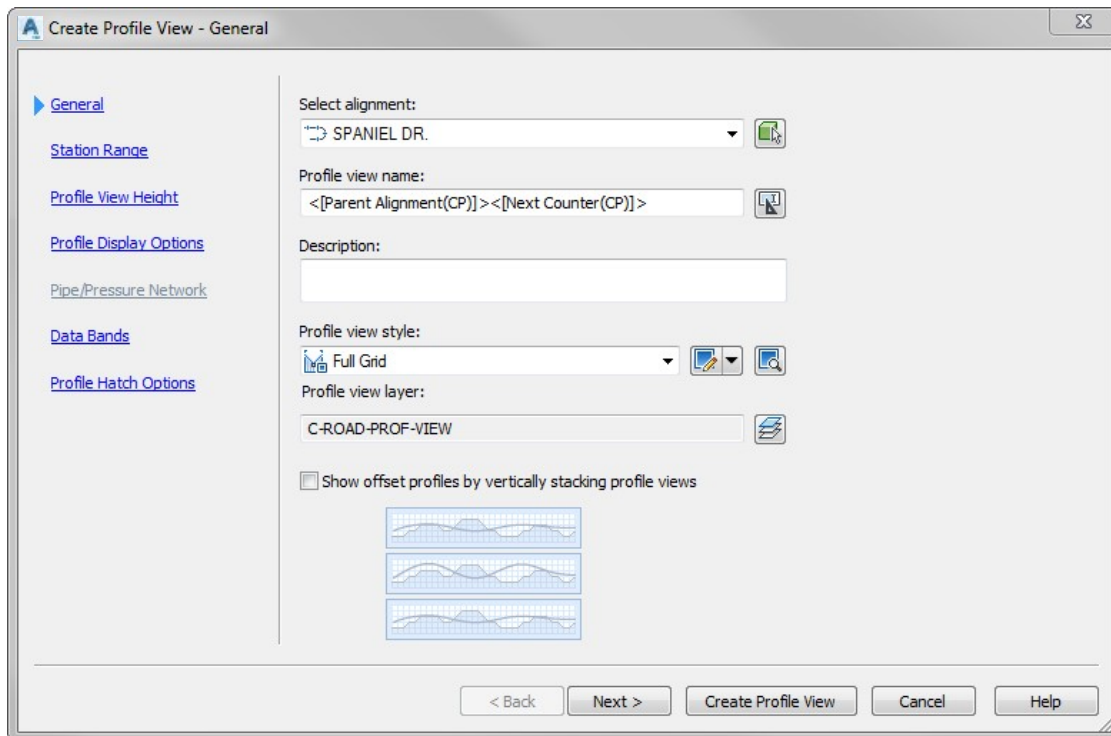 Create Profile View - General
General
Station Range
Profile View Height
Profile Display Options
Pipe/Pressure Network
Data Bands
Profile Hatch Options
Select alignment:
SPANIEL DR.
Profile view name:
<[Parent Alignment(CP)]><[Next Counter(CP)]>
Description:
Profile view style:
Full Grid
Profile view layer:
C-ROAD-PROF-VIEW
Show offset profiles by vertically stacking profile views
< Back
Next >
Create Profile View
Cancel
Help